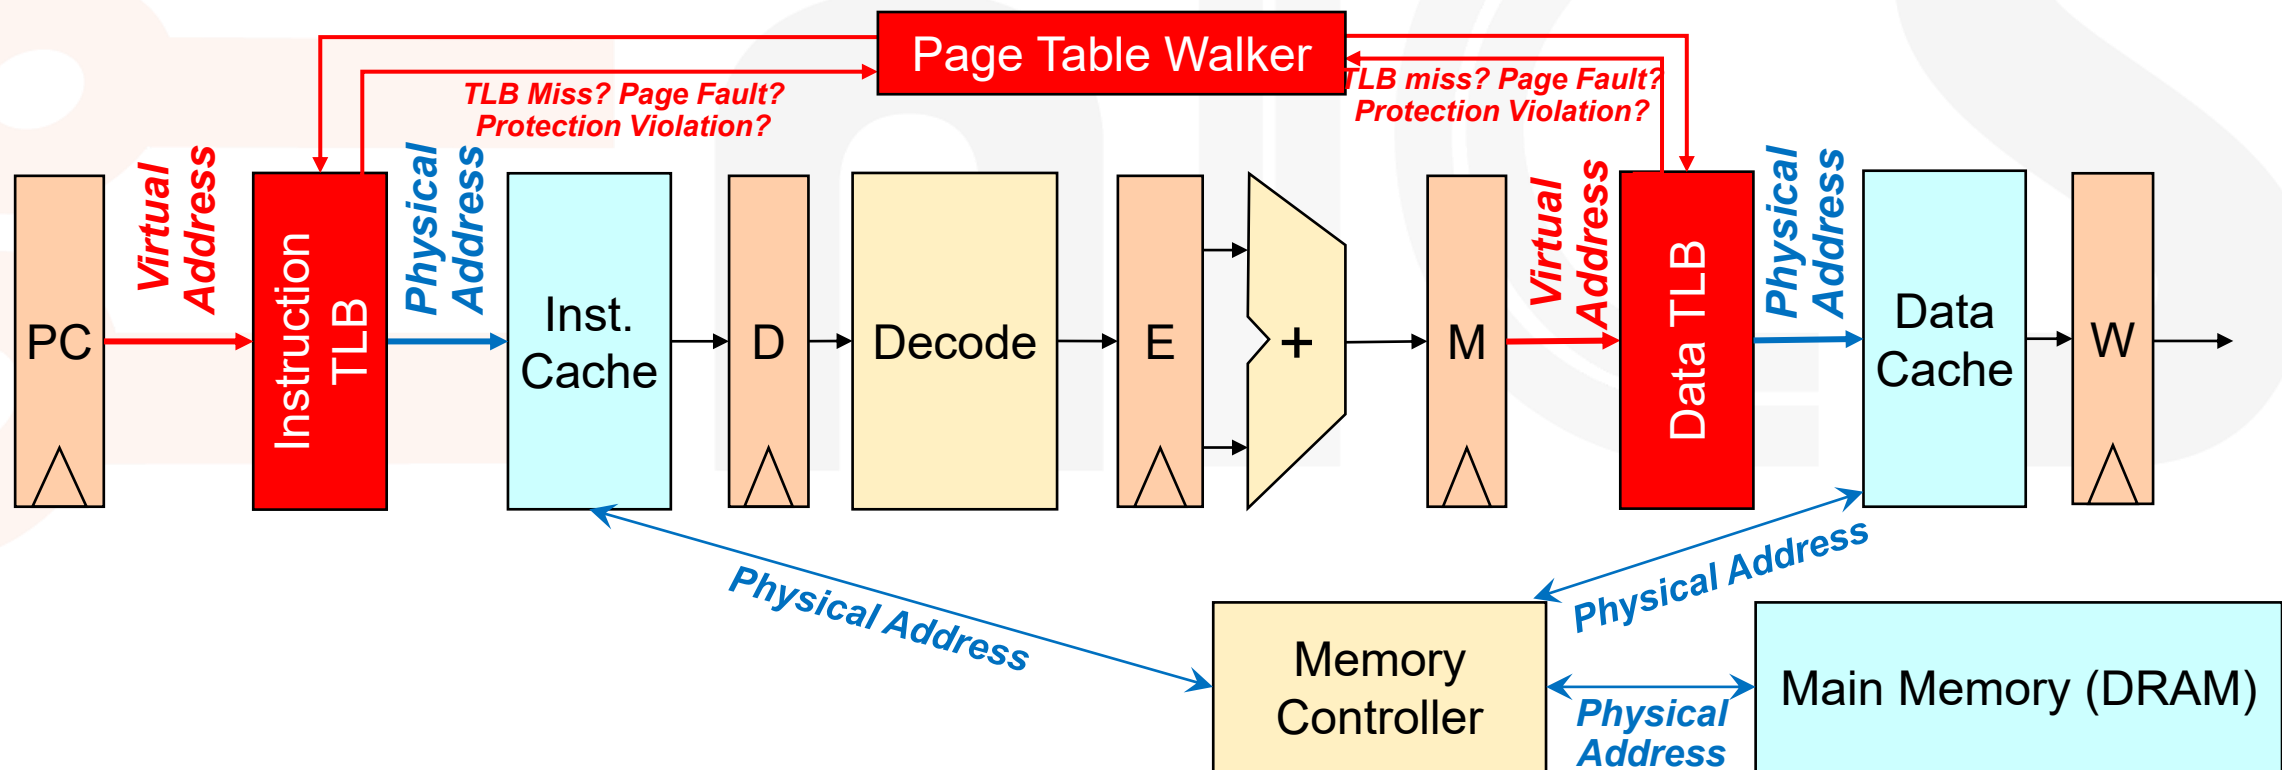 Page Table Walker
TLB Miss? Page Fault?
Protection Violation?
TLB miss? Page Fault?
Protection Violation?
PC
Virtual
Address
Instruction
TLB
Physical
Address
Inst.
Cache
D
Decode
E
+
M
Virtual
Address
Data TLB
Physical
Address
Data
Cache
W
Physical Address
Physical Address
Memory
Controller
Physical
Address
Main Memory (DRAM)